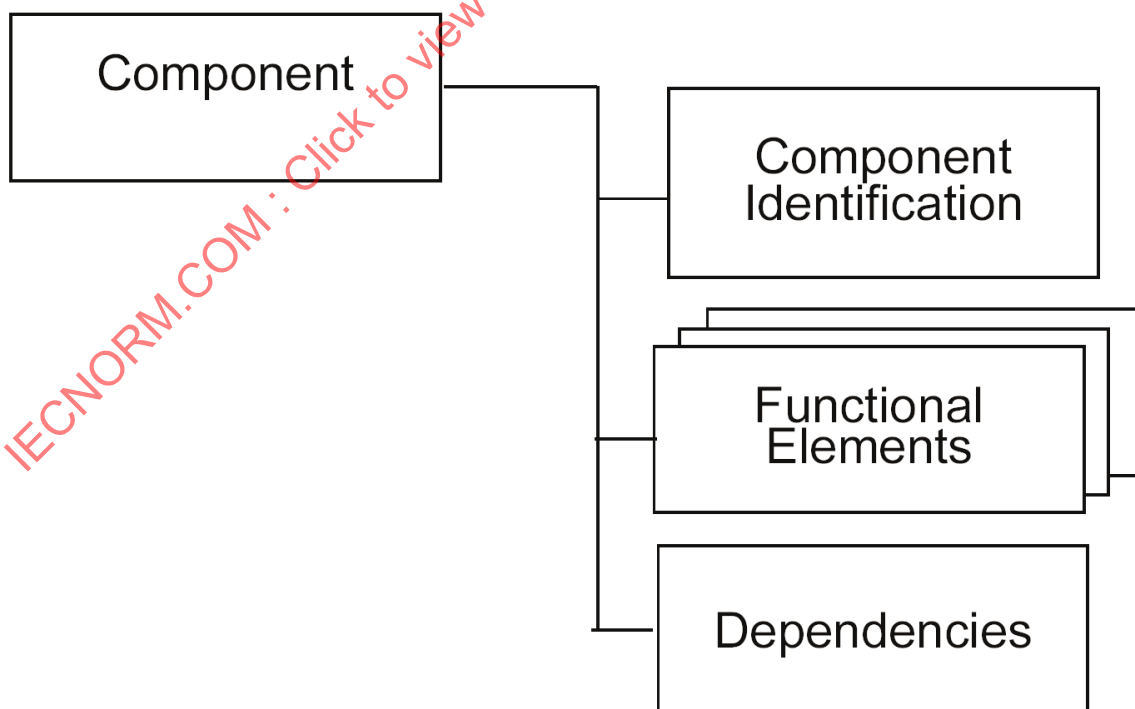 Component
Component
Identification
Functional
Elements
Dependencies
IECNORM.COM : Click to view